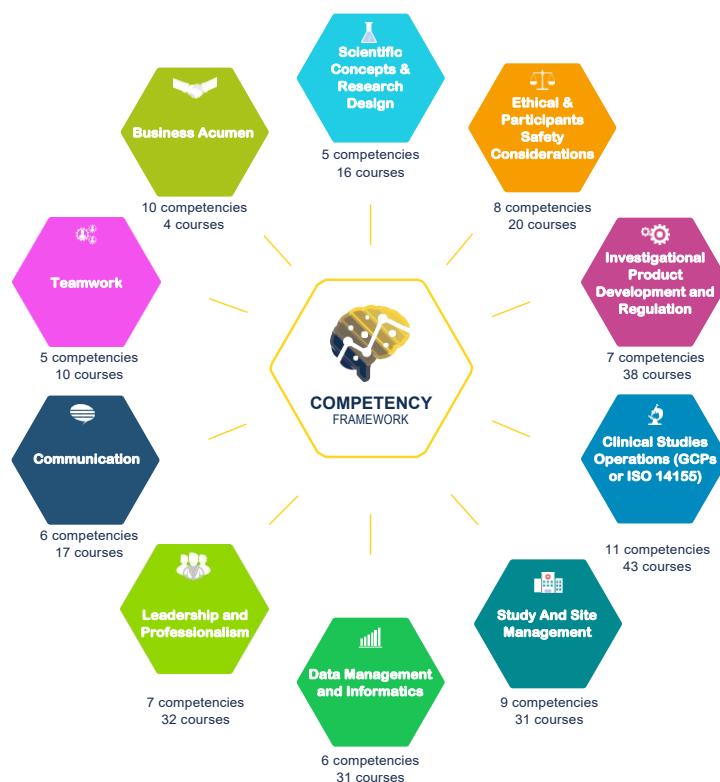 Scientific
Concepts &
Research
Design
5 competencies
16 courses
Ethical &
Participants
Safety
Considerations
8 competencies
20 courses
Investigational
Product
Development and
Regulation
7 competencies
38 courses
Clinical Studies
Operations (GCPs
or ISO 14155)
11 competencies
43 courses
Study And Site
Management
9 competencies
31 courses
Data Management
and Informatics
6 competencies
31 courses
Leadership and
Professionalism
7 competencies
32 courses
Communication
6 competencies
17 courses
Teamwork
5 competencies
10 courses
Business Acumen
10 competencies
4 courses
COMPETENCY
FRAMEWORK